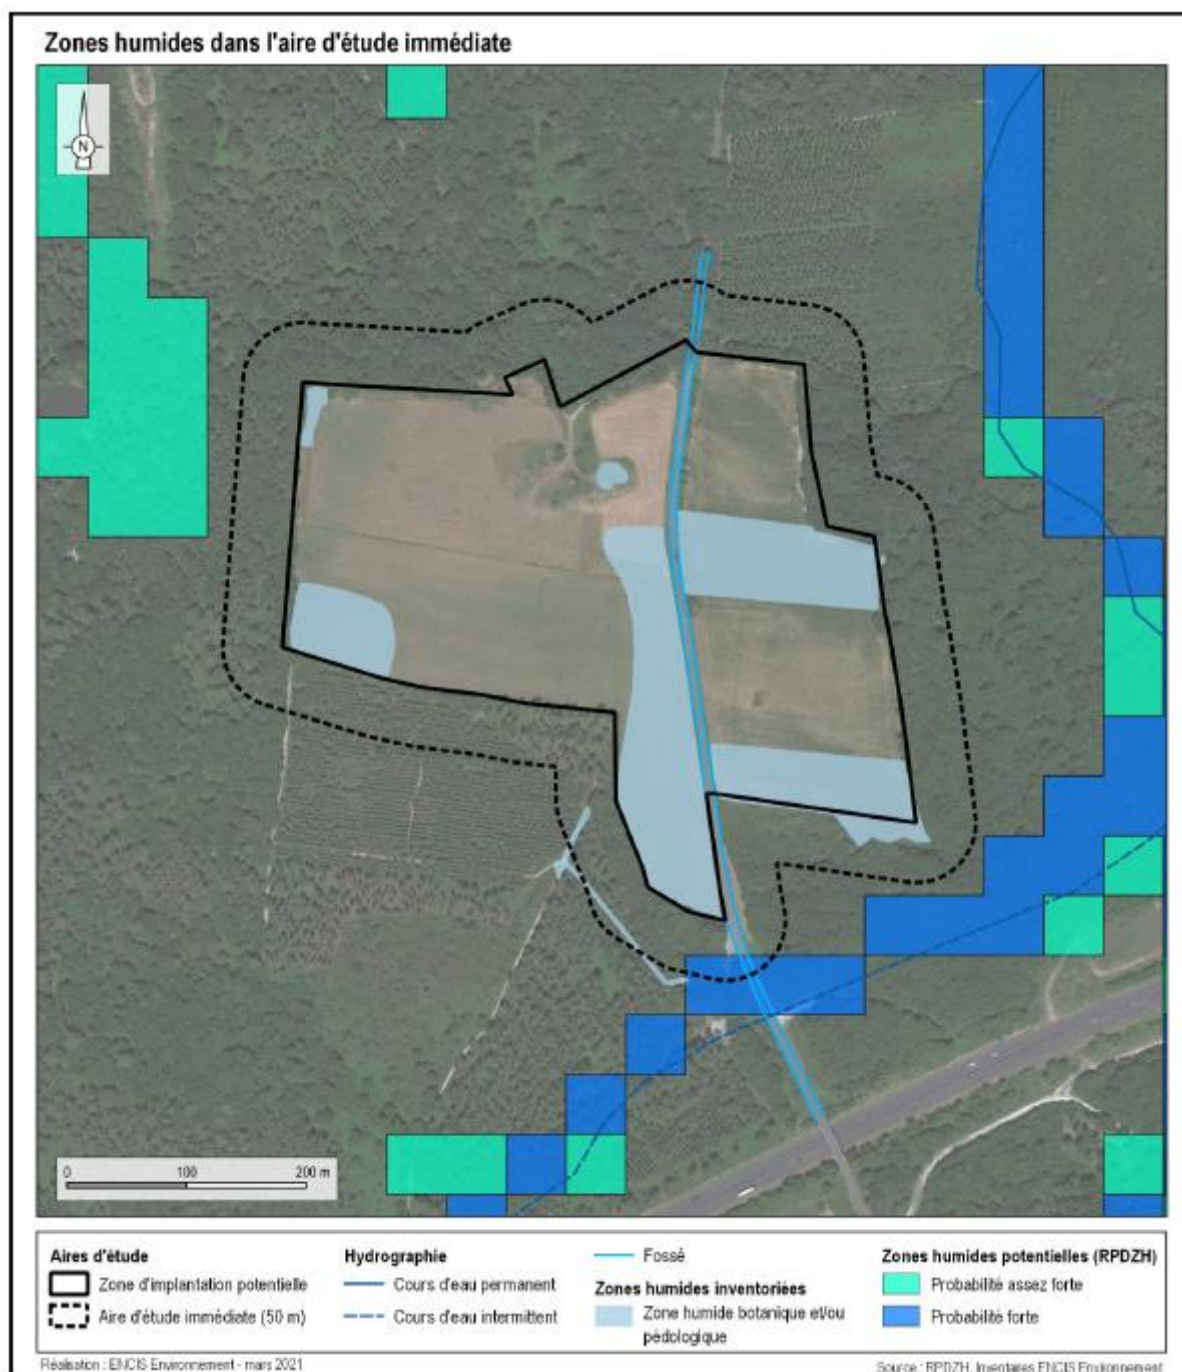 Zones humides dans l'aire d'étude immédiate
N
0 100 200 m
Aires d'étude
Zone d'implantation potentielle
Aire d'étude immédiate (50 m)
Hydrographie
Cours d'eau permanent
Cours d'eau intermittent
Fossé
Zones humides inventoriées
Zone humide botanique et/ou
pédologique
Zones humides potentielles (RPDZH)
Probabilité assez forte
Probabilité forte
Réalisation : ENCIS Environnement - mars 2021
Source : RPDZH, Inventaires ENCIS Environnement